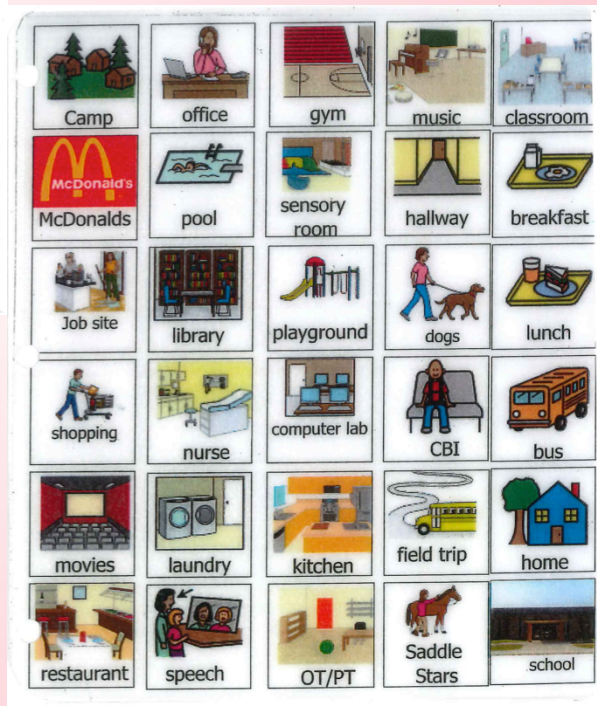 Camp
office
gym
music
classroom
McDonald's
McDonalds
pool
sensory
room
hallway
breakfast
Job site
library
playground
dogs
lunch
shopping
nurse
computer lab
CBI
bus
movies
laundry
kitchen
field trip
home
restaurant
speech
OT/PT
Saddle
Stars
school